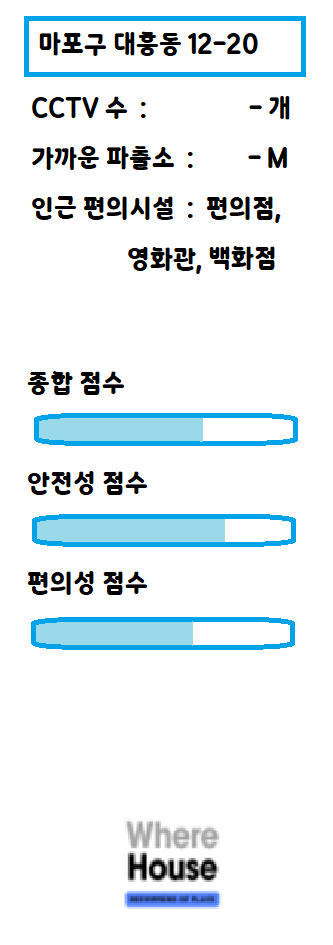 마포구 대흥동 12-20
CCTV 수 : - 개
가까운 파출소 : - M
인근 편의시설 : 편의점,
영화관, 백화점
종합 점수
안전성 점수
편의성 점수
Where
House